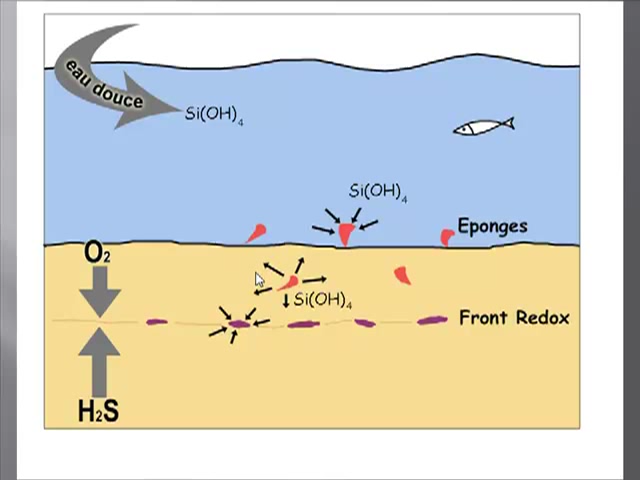 eau douce
Si(OH)₄
Si(OH)₄
Eponges
O₂
Si(OH)₄
Front Redox
H₂S